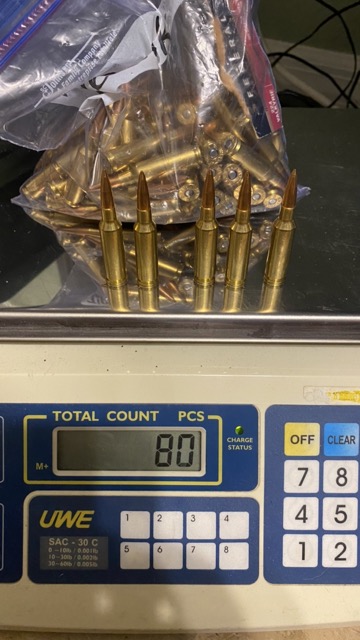 TOTAL COUNT PCS
80
M+
CHARGE
STATUS
OFF CLEAR
7 8
4 5
1 2
UWE
SAC - 30 C
1 2 3 4
5 6 7 8